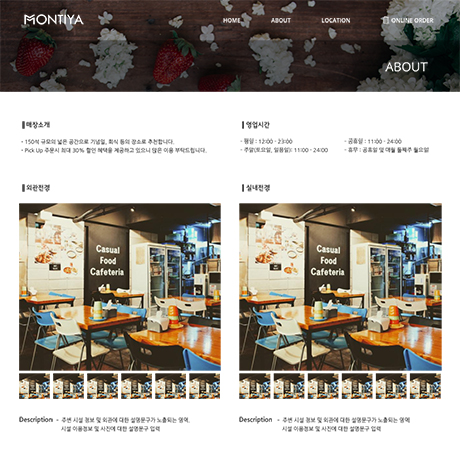 MONTIYA
HOME ABOUT LOCATION ONLINE ORDER
ABOUT
매장소개
- 150석 규모의 넓은 공간으로 기념일, 회식 등의 장소로 추천합니다.
- Pick Up 주문시 최대 30% 할인 혜택을 제공하고 있으니 많은 이용 부탁드립니다.
영업시간
- 평일 : 12:00 - 23:00
- 주말(토요일, 일요일): 11:00 - 24:00
- 공휴일 : 11:00 - 24:00
- 휴무 : 공휴일 및 매월 둘째주 월요일
외관전경
실내전경
Casual
Food
Cafeteria
Casual
Food
Cafeteria
Description - 주변 시설 정보 및 외관에 대한 설명문구가 노출되는 영역.
시설 이용정보 및 사진에 대한 설명문구 입력
Description - 주변 시설 정보 및 외관에 대한 설명문구가 노출되는 영역
시설 이용정보 및 사진에 대한 설명문구 입력